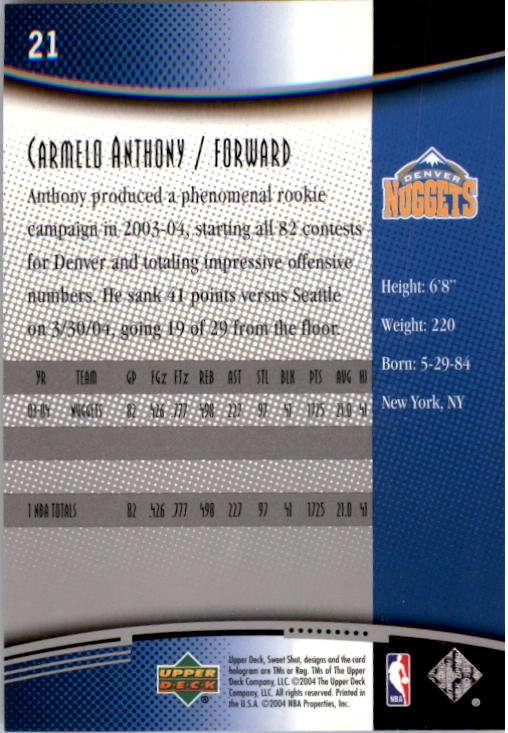 21
CARMELO ANTHONY / FORWARD
Anthony produced a phenomenal rookie
campaign in 2003-04, starting all 82 contests
for Denver and totaling impressive offensive
numbers. He sank 41 points versus Seattle
on 3/30/04, going 19 of 29 from the floor.
DENVER
NUGGETS
Height: 6'8"
Weight: 220
Born: 5-29-84
New York, NY
YR TEAM GP FG% FT% REB AST STL BLK PTS AVG HI
03-04 NUGGETS 82 .426 .777 498 227 97 41 1725 21.0 41
1 NBA TOTALS 82 .426 .777 498 227 97 41 1725 21.0 41
UPPER
DECK
®
Upper Deck, Sweet Shot, designs and the card
hologram are TMs or Reg. TMs of The Upper
Deck Company, LLC. ©2004 The Upper Deck
Company, LLC. All rights reserved. Printed in
the U.S.A. ©2004 NBA Properties, Inc.
NBA
®